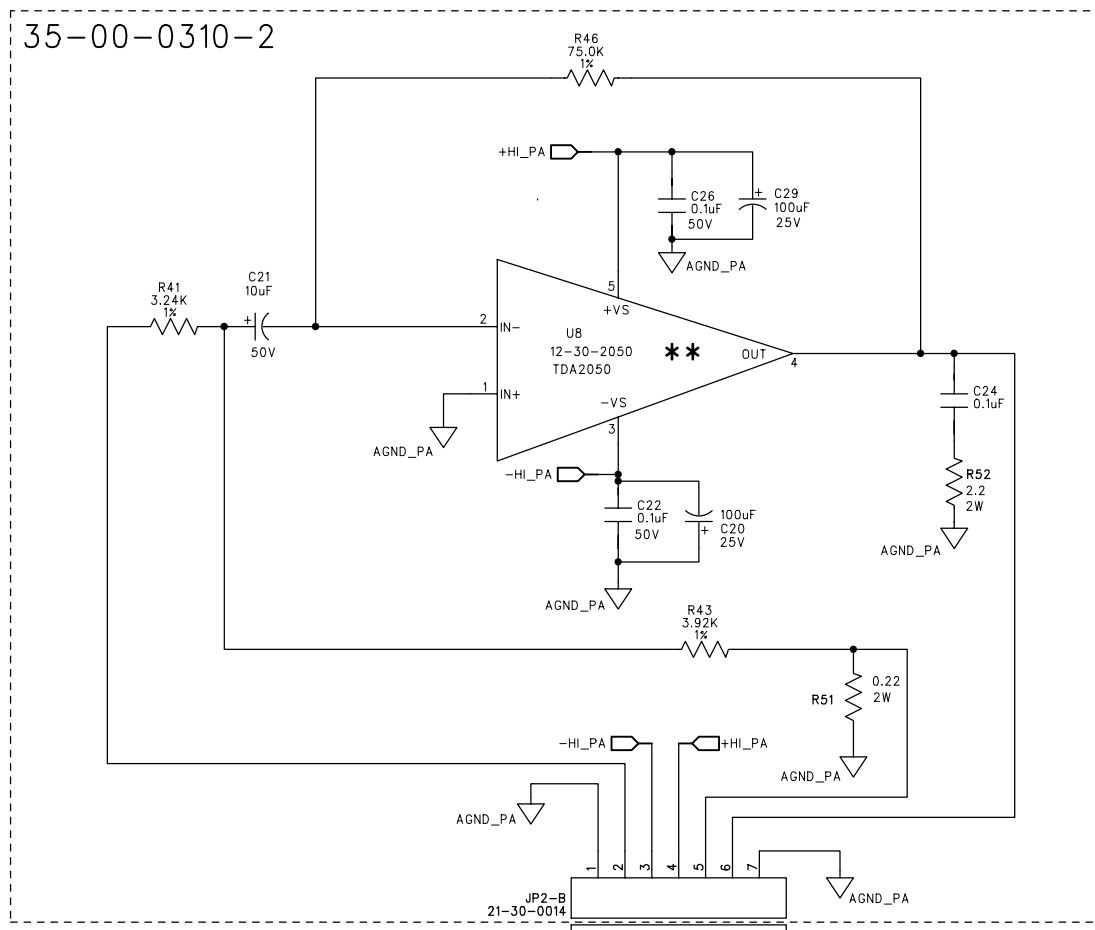 35-00-0310-2
R46
75.0K
1%
+HI_PA
C26
0.1uF
50V
+
C29
100uF
25V
AGND_PA
R41
3.24K
1%
C21
10uF
+
50V
5
+VS
2
IN-
U8
12-30-2050
TDA2050
**
OUT
4
1
IN+
-VS
3
AGND_PA
-HI_PA
C22
0.1uF
50V
100uF
C20
+
25V
AGND_PA
C24
0.1uF
R52
2.2
2W
AGND_PA
R43
3.92K
1%
R51
0.22
2W
AGND_PA
-HI_PA
+HI_PA
AGND_PA
1
2
3
4
5
6
7
AGND_PA
JP2-B
21-30-0014